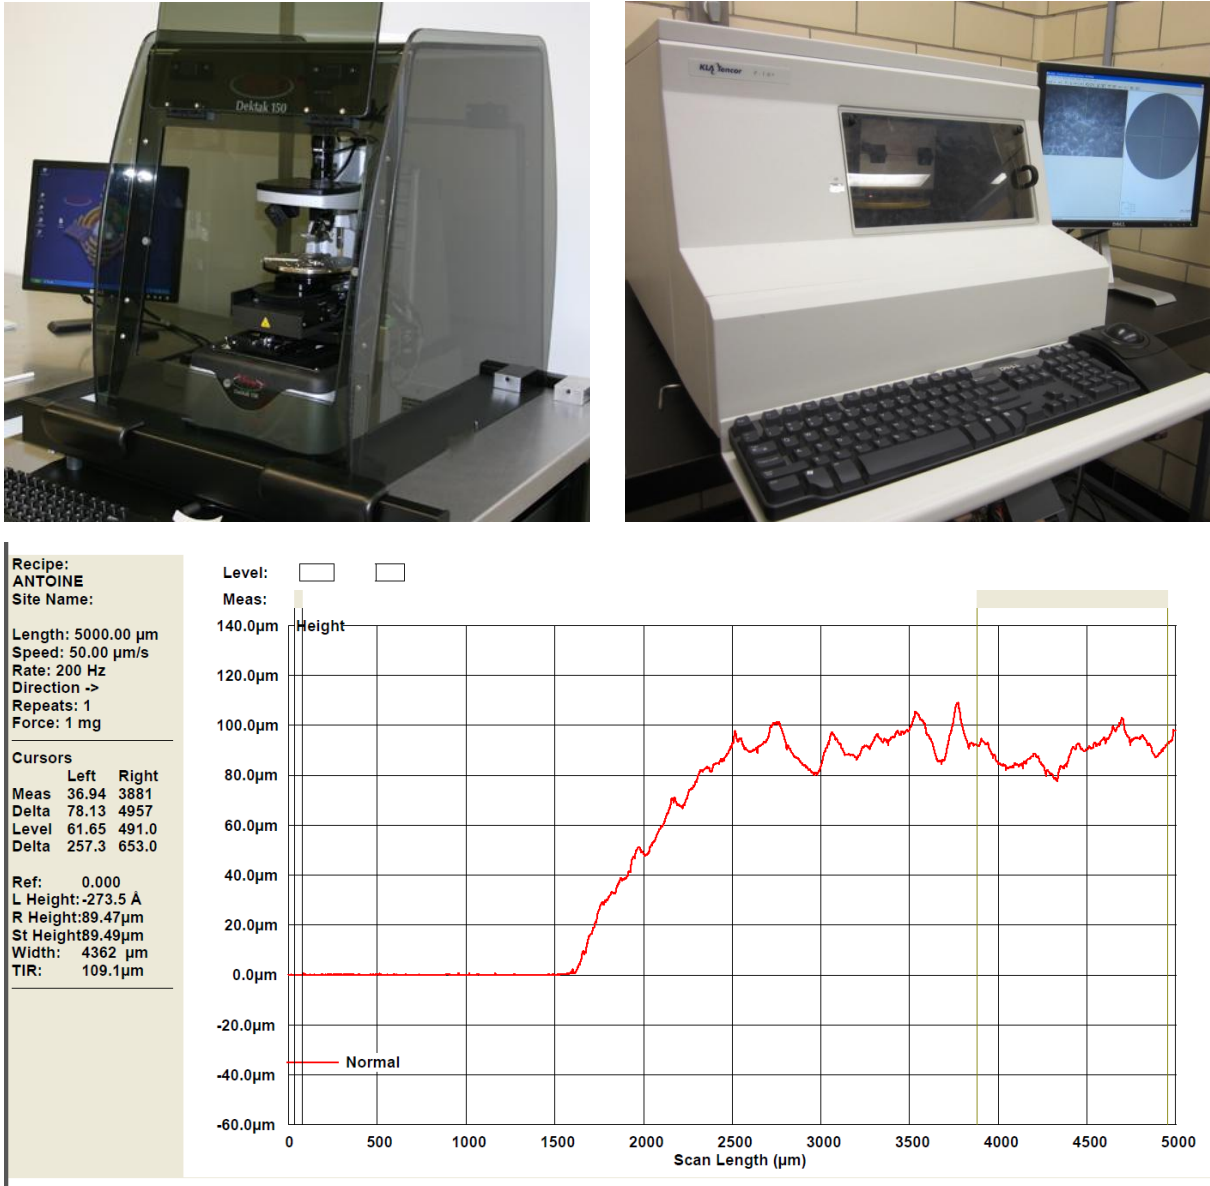 Dektak 150
KLA Tencor
DELL
Dektak 150
DELL
Recipe:
ANTOINE
Site Name:
Length: 5000.00 µm
Speed: 50.00 µm/s
Rate: 200 Hz
Direction ->
Repeats: 1
Force: 1 mg
Cursors
Left Right
Meas 36.94 3881
Delta 78.13 4957
Level 61.65 491.0
Delta 257.3 653.0
Ref: 0.000
L Height:-273.5 Å
R Height:89.47µm
St Height89.49µm
Width: 4362 µm
TIR: 109.1µm
Level:
Meas:
Height
140.0µm
120.0µm
100.0µm
80.0µm
60.0µm
40.0µm
20.0µm
0.0µm
-20.0µm
-40.0µm
-60.0µm
Normal
0 500 1000 1500 2000 2500 3000 3500 4000 4500 5000
Scan Length (µm)